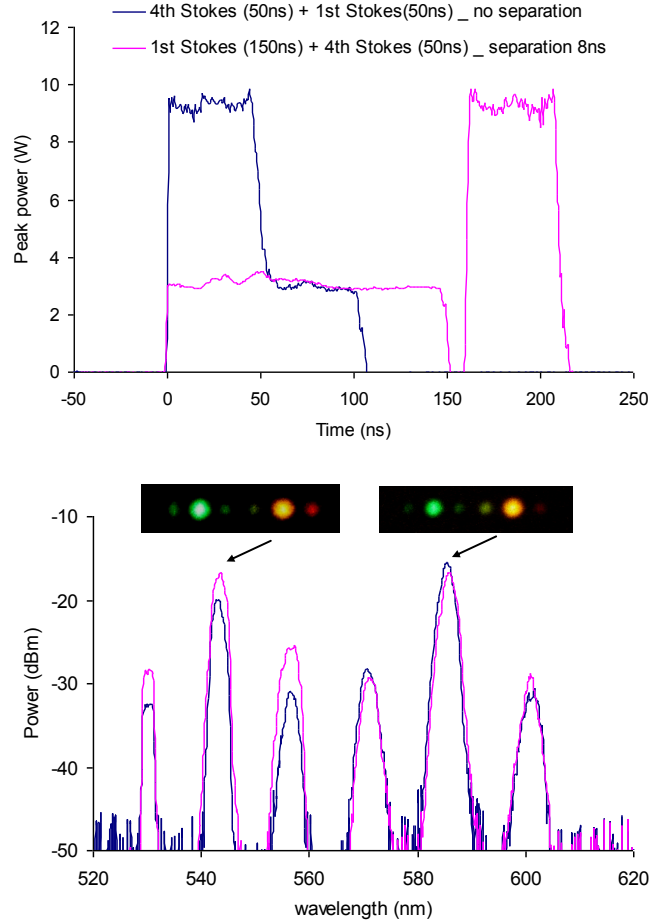 4th Stokes (50ns) + 1st Stokes(50ns) _ no separation
1st Stokes (150ns) + 4th Stokes (50ns) _ separation 8ns
12
10
8
6
4
2
0
Peak power (W)
-50 0 50 100 150 200 250
Time (ns)
-10
-20
-30
-40
-50
Power (dBm)
520 540 560 580 600 620
wavelength (nm)